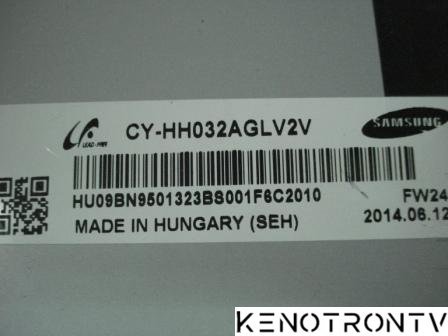 LEAD-FREE
CY-HH032AGLV2V
SAMSUNG
HU09BN9501323BS001F6C2010
FW24
MADE IN HUNGARY (SEH)
2014.06.12
KENOTRONTV